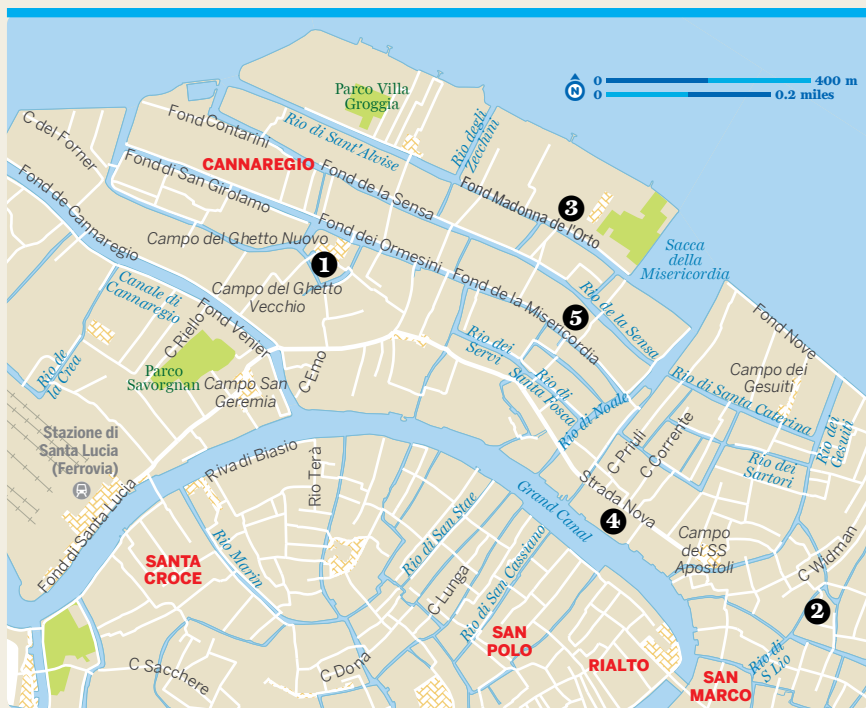 0
400 m
N
0
0.2 miles
Parco Villa
Groggia
C del Forner
Fond Contarini
Rio di Sant'Alvise
Rio degli
Zecchini
CANNAREGIO
Fond di San Girolamo
Fond de la Sensa
Fond Madonna de l'Orto
3
Fond de Cannaregio
Campo del Ghetto Nuovo
Fond dei Ormesini
Sacca
della
Misericordia
1
Campo del Ghetto
Vecchio
Canale di
Cannaregio
Fond de la Misericordia
5
Rio de la Sensa
Fond Nove
C Riello
Fond Venier
Rio dei
Servi
Rio de
la Crea
Parco
Savorgnan
Campo San
Geremia
C Emo
Rio di
Santa Fosca
Rio di Noale
Campo dei
Gesuiti
Rio di Santa Caterina
Rio dei
Gesuiti
Stazione di
Santa Lucia
(Ferrovia)
Riva di Biasio
Rio Terá
C Priuli
C Corrente
Rio dei
Sartori
Fond di Santa Lucia
Grand Canal
Strada Nova
4
Rio di San Stae
Campo
dei SS
Apostoli
SANTA
CROCE
Rio Marin
Rio di San Cassiano
C Widman
C Lunga
2
SAN
POLO
RIALTO
Rio di
S Lio
C Sacchere
C Dona
SAN
MARCO